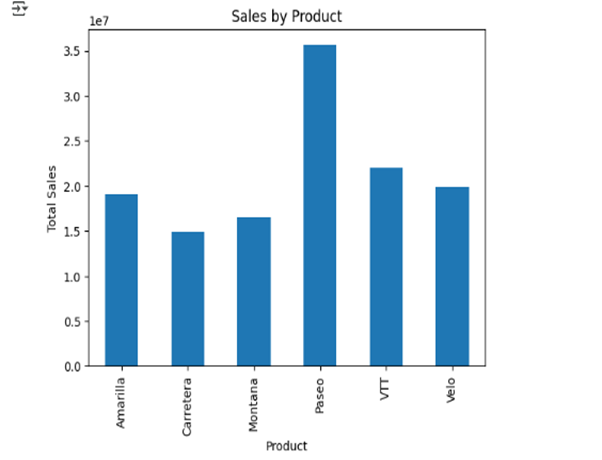 Sales by Product
1e7
3.5
3.0
2.5
2.0
1.5
1.0
0.5
0.0
Total Sales
Amarilla
Carretera
Montana
Paseo
VTT
Velo
Product